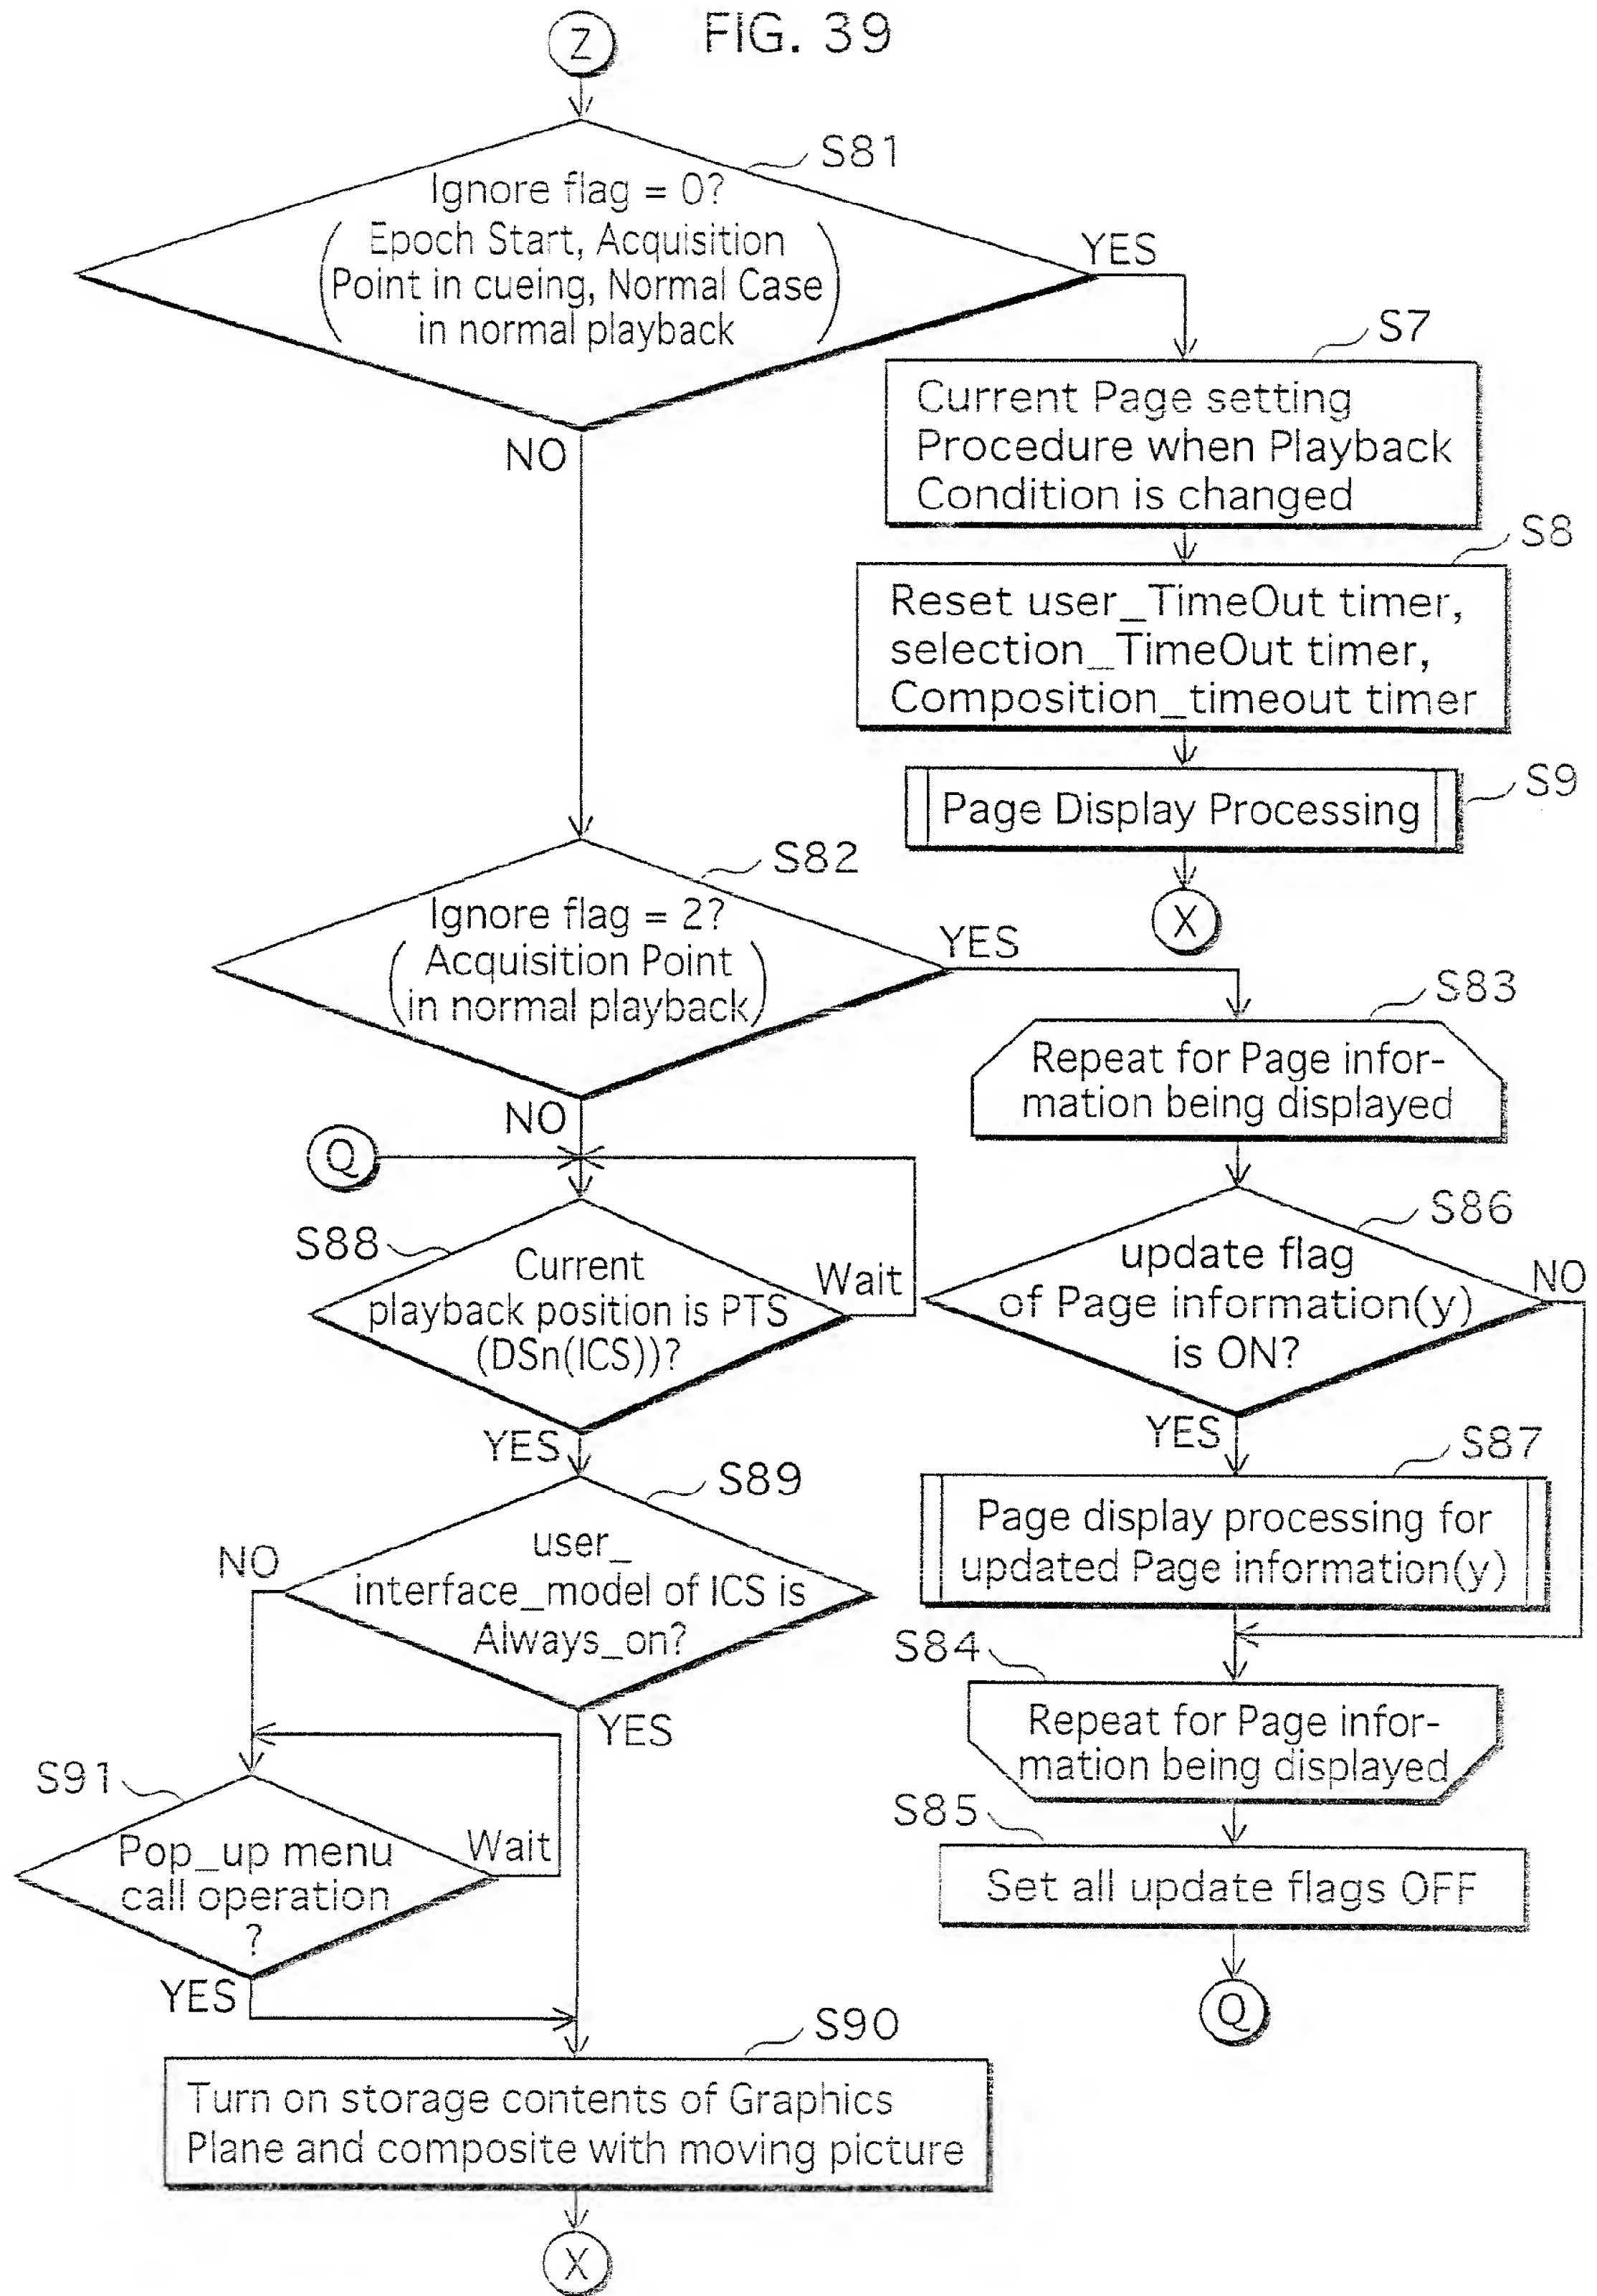 FIG. 39
Z
S81
Ignore flag = 0?
( Epoch Start, Acquisition
Point in cueing, Normal Case
in normal playback )
YES
NO
S7
Current Page setting
Procedure when Playback
Condition is changed
S8
Reset user_TimeOut timer,
selection_TimeOut timer,
Composition_timeout timer
S9
Page Display Processing
X
S82
Ignore flag = 2?
( Acquisition Point
in normal playback )
YES
NO
S83
Repeat for Page infor-
mation being displayed
Q
S88
Current
playback position is PTS
(DSn(ICS))?
Wait
YES
S86
update flag
of Page information(y)
is ON?
NO
YES
S87
Page display processing for
updated Page information(y)
S89
user_
interface_model of ICS is
Always_on?
NO
YES
S84
Repeat for Page infor-
mation being displayed
S85
Set all update flags OFF
Q
S91
Pop_up menu
call operation
?
Wait
YES
S90
Turn on storage contents of Graphics
Plane and composite with moving picture
X